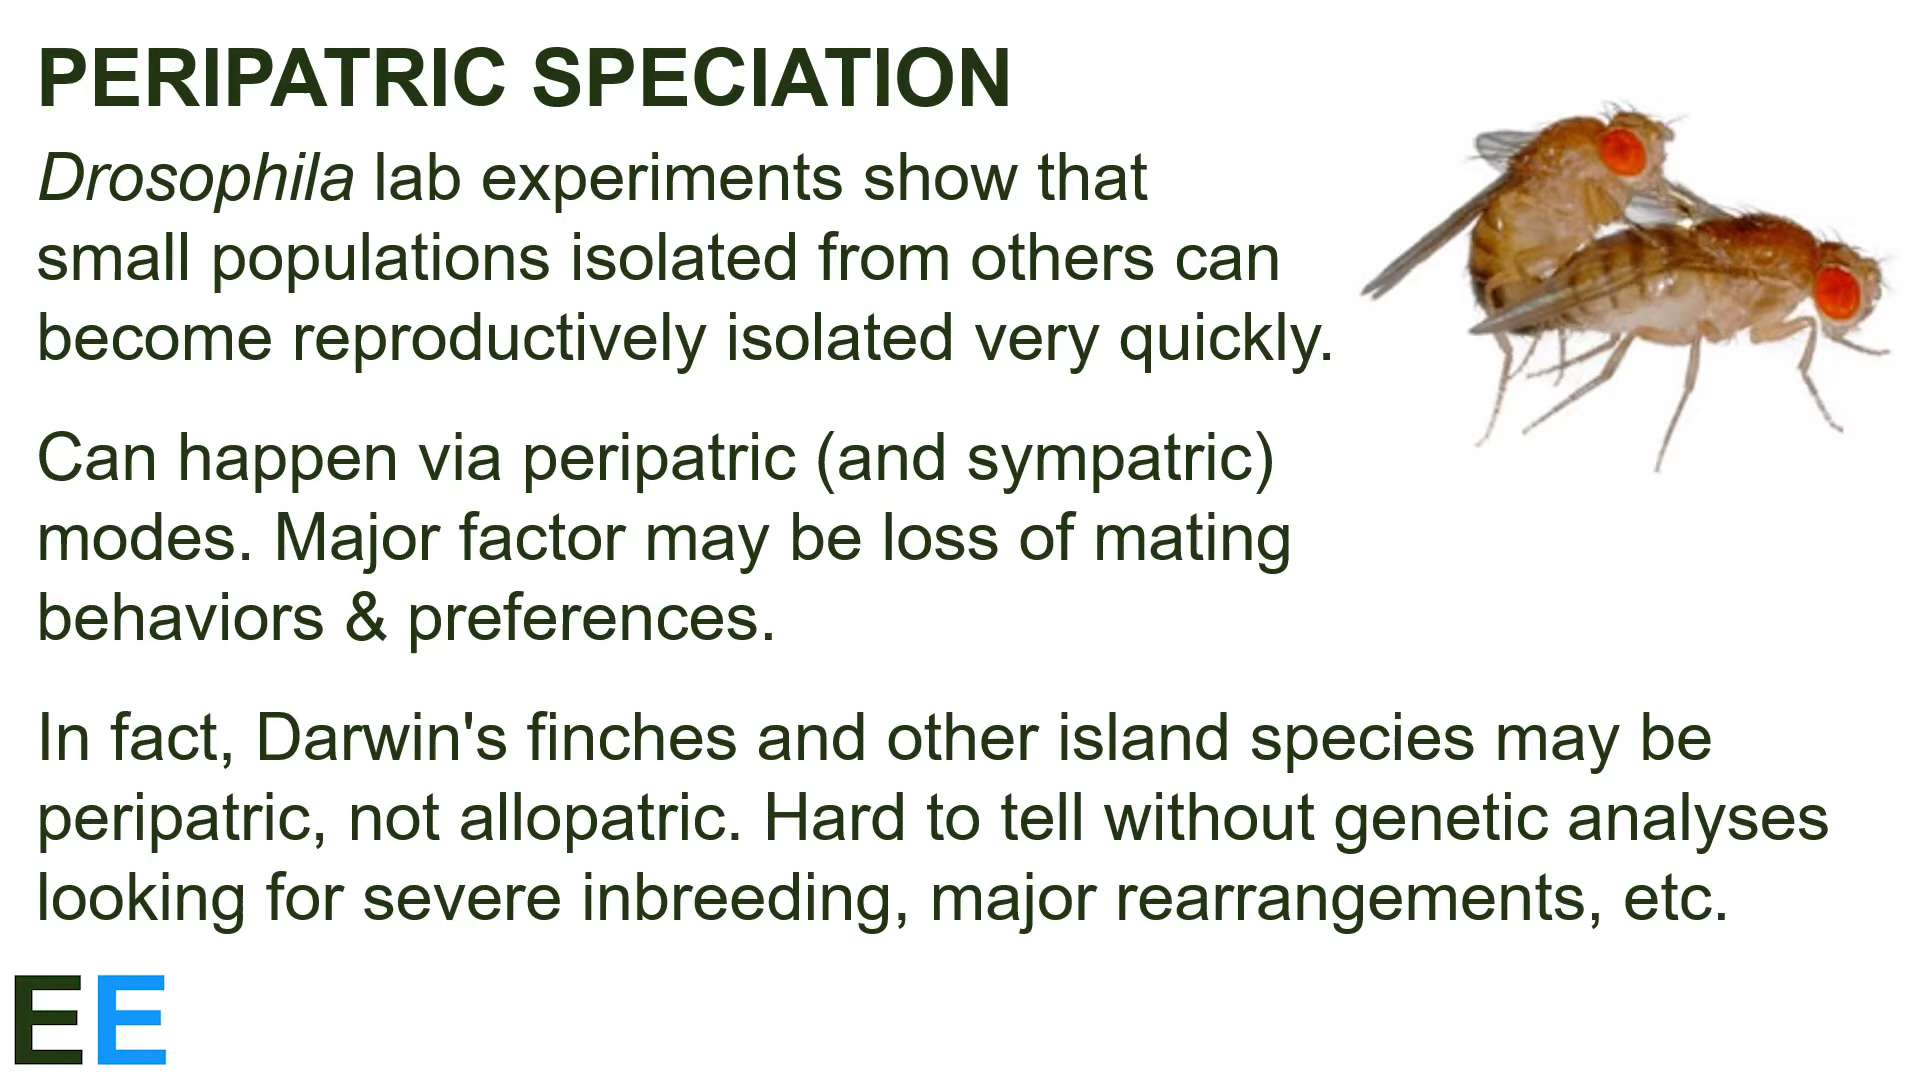 PERIPATRIC SPECIATION
Drosophila lab experiments show that
small populations isolated from others can
become reproductively isolated very quickly.
Can happen via peripatric (and sympatric)
modes. Major factor may be loss of mating
behaviors & preferences.
In fact, Darwin's finches and other island species may be
peripatric, not allopatric. Hard to tell without genetic analyses
looking for severe inbreeding, major rearrangements, etc.
EE